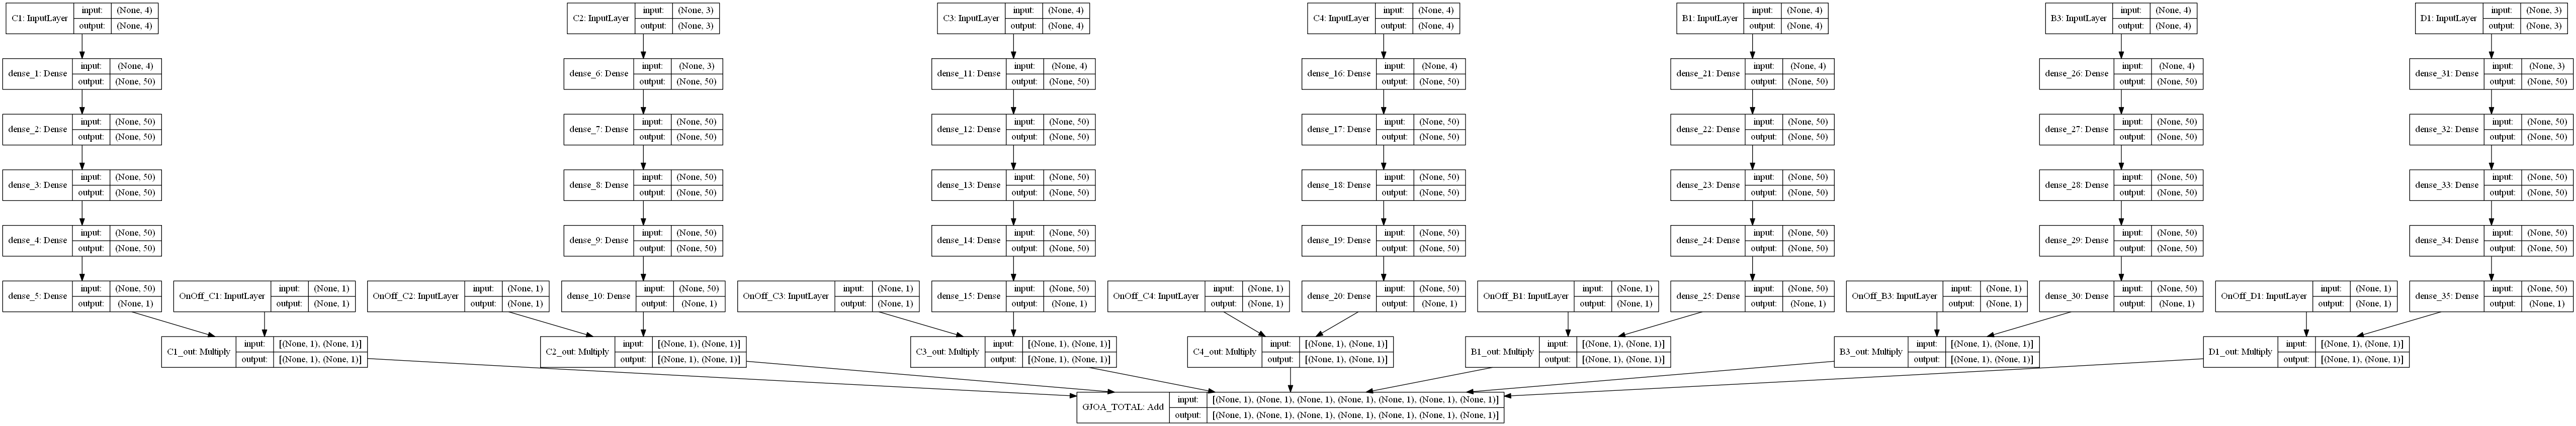 C1: InputLayer input: (None, 4) output: (None, 4)
C2: InputLayer input: (None, 3) output: (None, 3)
C3: InputLayer input: (None, 4) output: (None, 4)
C4: InputLayer input: (None, 4) output: (None, 4)
B1: InputLayer input: (None, 4) output: (None, 4)
B3: InputLayer input: (None, 4) output: (None, 4)
D1: InputLayer input: (None, 3) output: (None, 3)
dense_1: Dense input: (None, 4) output: (None, 50)
dense_6: Dense input: (None, 3) output: (None, 50)
dense_11: Dense input: (None, 4) output: (None, 50)
dense_16: Dense input: (None, 4) output: (None, 50)
dense_21: Dense input: (None, 4) output: (None, 50)
dense_26: Dense input: (None, 4) output: (None, 50)
dense_31: Dense input: (None, 3) output: (None, 50)
dense_2: Dense input: (None, 50) output: (None, 50)
dense_7: Dense input: (None, 50) output: (None, 50)
dense_12: Dense input: (None, 50) output: (None, 50)
dense_17: Dense input: (None, 50) output: (None, 50)
dense_22: Dense input: (None, 50) output: (None, 50)
dense_27: Dense input: (None, 50) output: (None, 50)
dense_32: Dense input: (None, 50) output: (None, 50)
dense_3: Dense input: (None, 50) output: (None, 50)
dense_8: Dense input: (None, 50) output: (None, 50)
dense_13: Dense input: (None, 50) output: (None, 50)
dense_18: Dense input: (None, 50) output: (None, 50)
dense_23: Dense input: (None, 50) output: (None, 50)
dense_28: Dense input: (None, 50) output: (None, 50)
dense_33: Dense input: (None, 50) output: (None, 50)
dense_4: Dense input: (None, 50) output: (None, 50)
dense_9: Dense input: (None, 50) output: (None, 50)
dense_14: Dense input: (None, 50) output: (None, 50)
dense_19: Dense input: (None, 50) output: (None, 50)
dense_24: Dense input: (None, 50) output: (None, 50)
dense_29: Dense input: (None, 50) output: (None, 50)
dense_34: Dense input: (None, 50) output: (None, 50)
dense_5: Dense input: (None, 50) output: (None, 1)
OnOff_C1: InputLayer input: (None, 1) output: (None, 1)
OnOff_C2: InputLayer input: (None, 1) output: (None, 1)
dense_10: Dense input: (None, 50) output: (None, 1)
OnOff_C3: InputLayer input: (None, 1) output: (None, 1)
dense_15: Dense input: (None, 50) output: (None, 1)
OnOff_C4: InputLayer input: (None, 1) output: (None, 1)
dense_20: Dense input: (None, 50) output: (None, 1)
OnOff_B1: InputLayer input: (None, 1) output: (None, 1)
dense_25: Dense input: (None, 50) output: (None, 1)
OnOff_B3: InputLayer input: (None, 1) output: (None, 1)
dense_30: Dense input: (None, 50) output: (None, 1)
OnOff_D1: InputLayer input: (None, 1) output: (None, 1)
dense_35: Dense input: (None, 50) output: (None, 1)
C1_out: Multiply input: [(None, 1), (None, 1)] output: [(None, 1), (None, 1)]
C2_out: Multiply input: [(None, 1), (None, 1)] output: [(None, 1), (None, 1)]
C3_out: Multiply input: [(None, 1), (None, 1)] output: [(None, 1), (None, 1)]
C4_out: Multiply input: [(None, 1), (None, 1)] output: [(None, 1), (None, 1)]
B1_out: Multiply input: [(None, 1), (None, 1)] output: [(None, 1), (None, 1)]
B3_out: Multiply input: [(None, 1), (None, 1)] output: [(None, 1), (None, 1)]
D1_out: Multiply input: [(None, 1), (None, 1)] output: [(None, 1), (None, 1)]
GJOA_TOTAL: Add input: [(None, 1), (None, 1), (None, 1), (None, 1), (None, 1), (None, 1), (None, 1)] output: [(None, 1), (None, 1), (None, 1), (None, 1), (None, 1), (None, 1), (None, 1)]